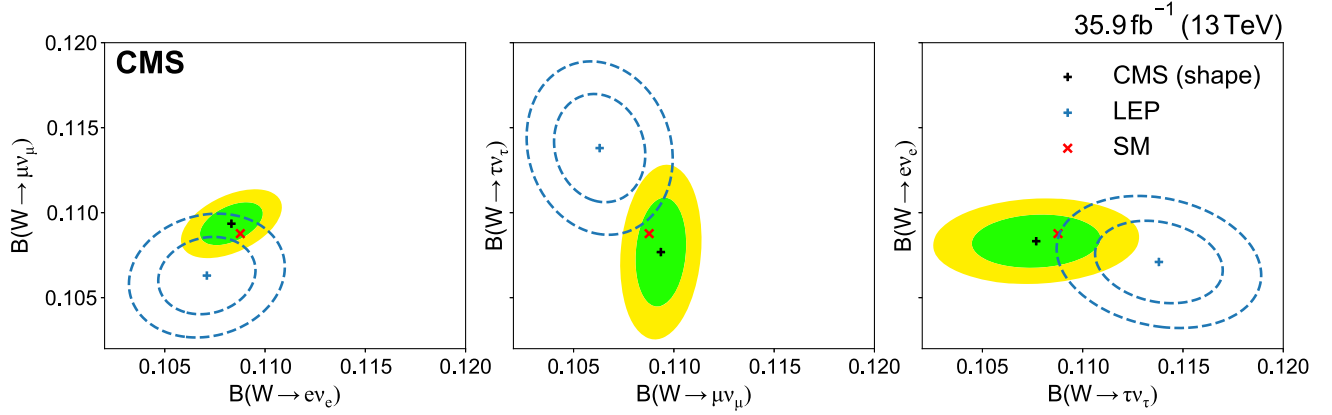 35.9 fb⁻¹ (13 TeV)
CMS
0.120
0.115
0.110
0.105
B(W → μν_μ)
0.105 0.110 0.115 0.120
B(W → eν_e)
B(W → τν_τ)
0.105 0.110 0.115 0.120
B(W → μν_μ)
B(W → eν_e)
CMS (shape)
LEP
SM
0.105 0.110 0.115 0.120
B(W → τν_τ)